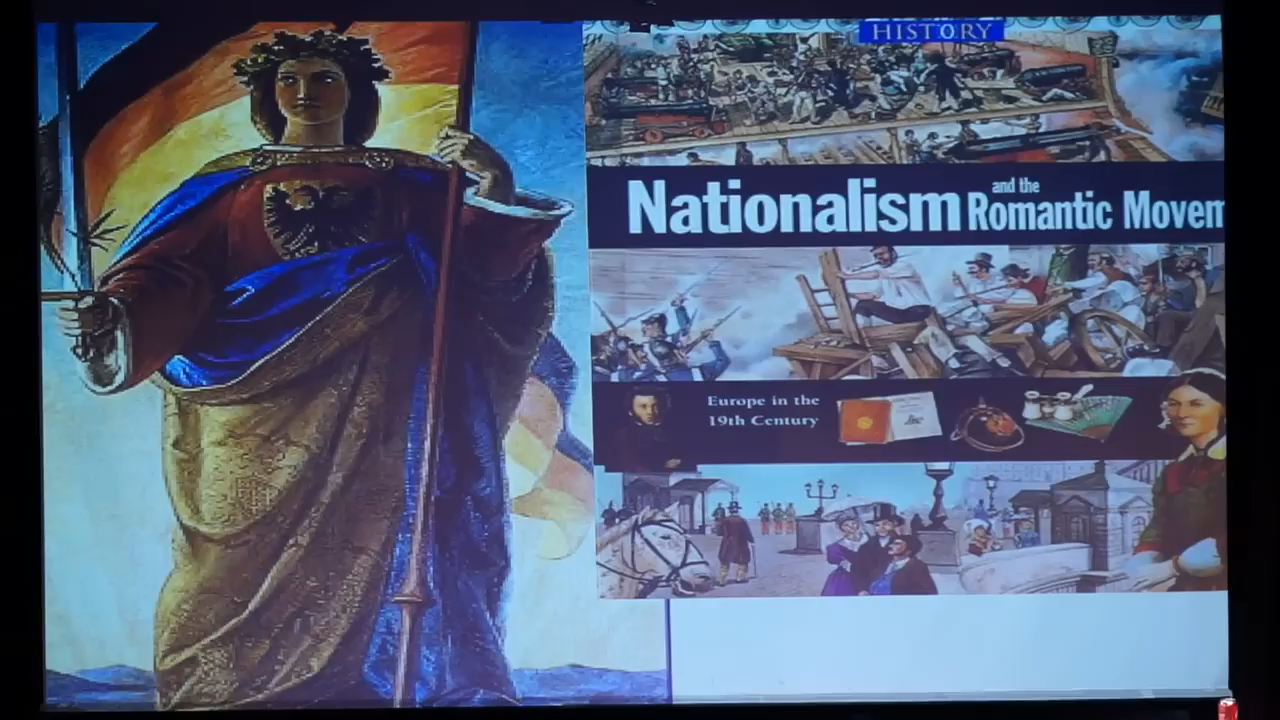 HISTORY
Nationalism and the Romantic Movem
Europe in the
19th Century